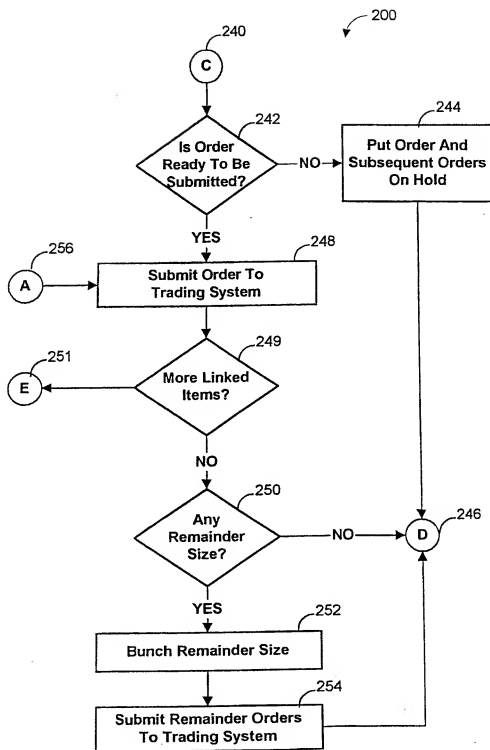 240
200
C
242
244
Is Order
Ready To Be
Submitted?
NO
Put Order And
Subsequent Orders
On Hold
YES
256
248
A
Submit Order To
Trading System
251
249
E
More Linked
Items?
NO
250
Any
Remainder
Size?
NO
D
246
YES
252
Bunch Remainder Size
254
Submit Remainder Orders
To Trading System